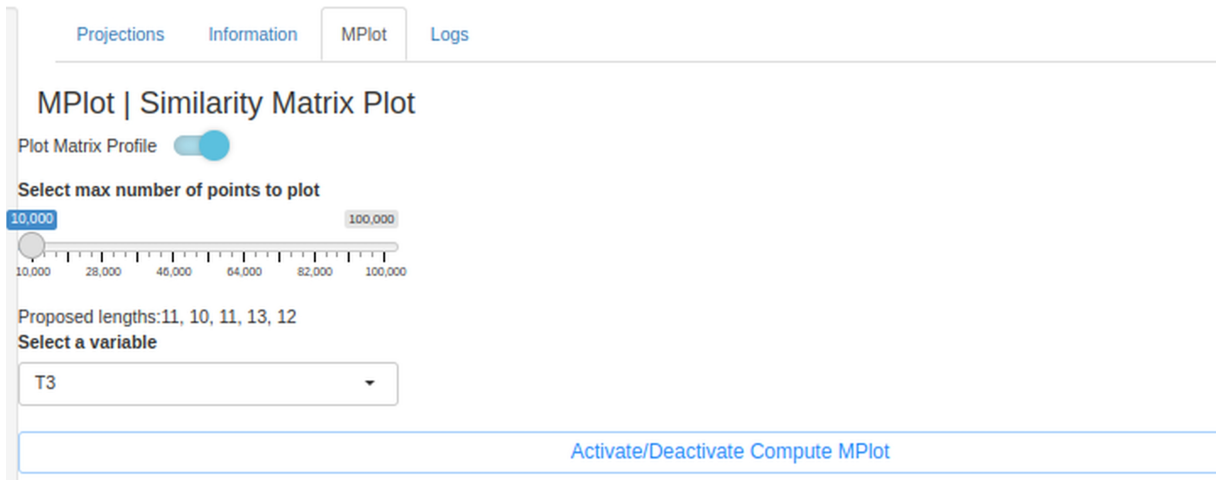 Projections Information MPlot Logs
MPlot | Similarity Matrix Plot
Plot Matrix Profile
Select max number of points to plot
10,000 100,000
10,000 28,000 46,000 64,000 82,000 100,000
Proposed lengths:11, 10, 11, 13, 12
Select a variable
T3
Activate/Deactivate Compute MPlot